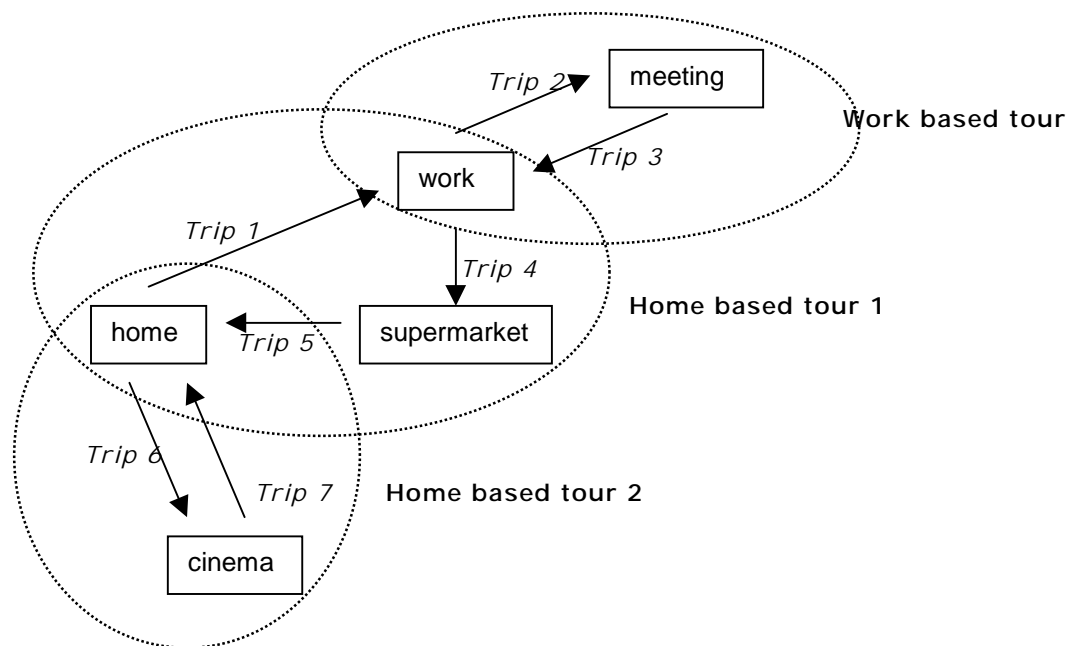 Trip 2
meeting
Work based tour
Trip 3
work
Trip 1
Trip 4
Home based tour 1
home
Trip 5
supermarket
Trip 6
Trip 7
Home based tour 2
cinema